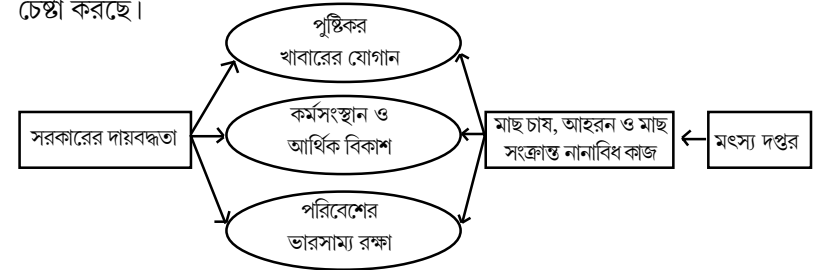 চেষ্টা করছে।
পুষ্টিকর
খাবারের যোগান
সরকারের দায়বদ্ধতা
কর্মসংস্থান ও
আর্থিক বিকাশ
মাছ চাষ, আহরন ও মাছ
সংক্রান্ত নানাবিধ কাজ
মৎস্য দপ্তর
পরিবেশের
ভারসাম্য রক্ষা